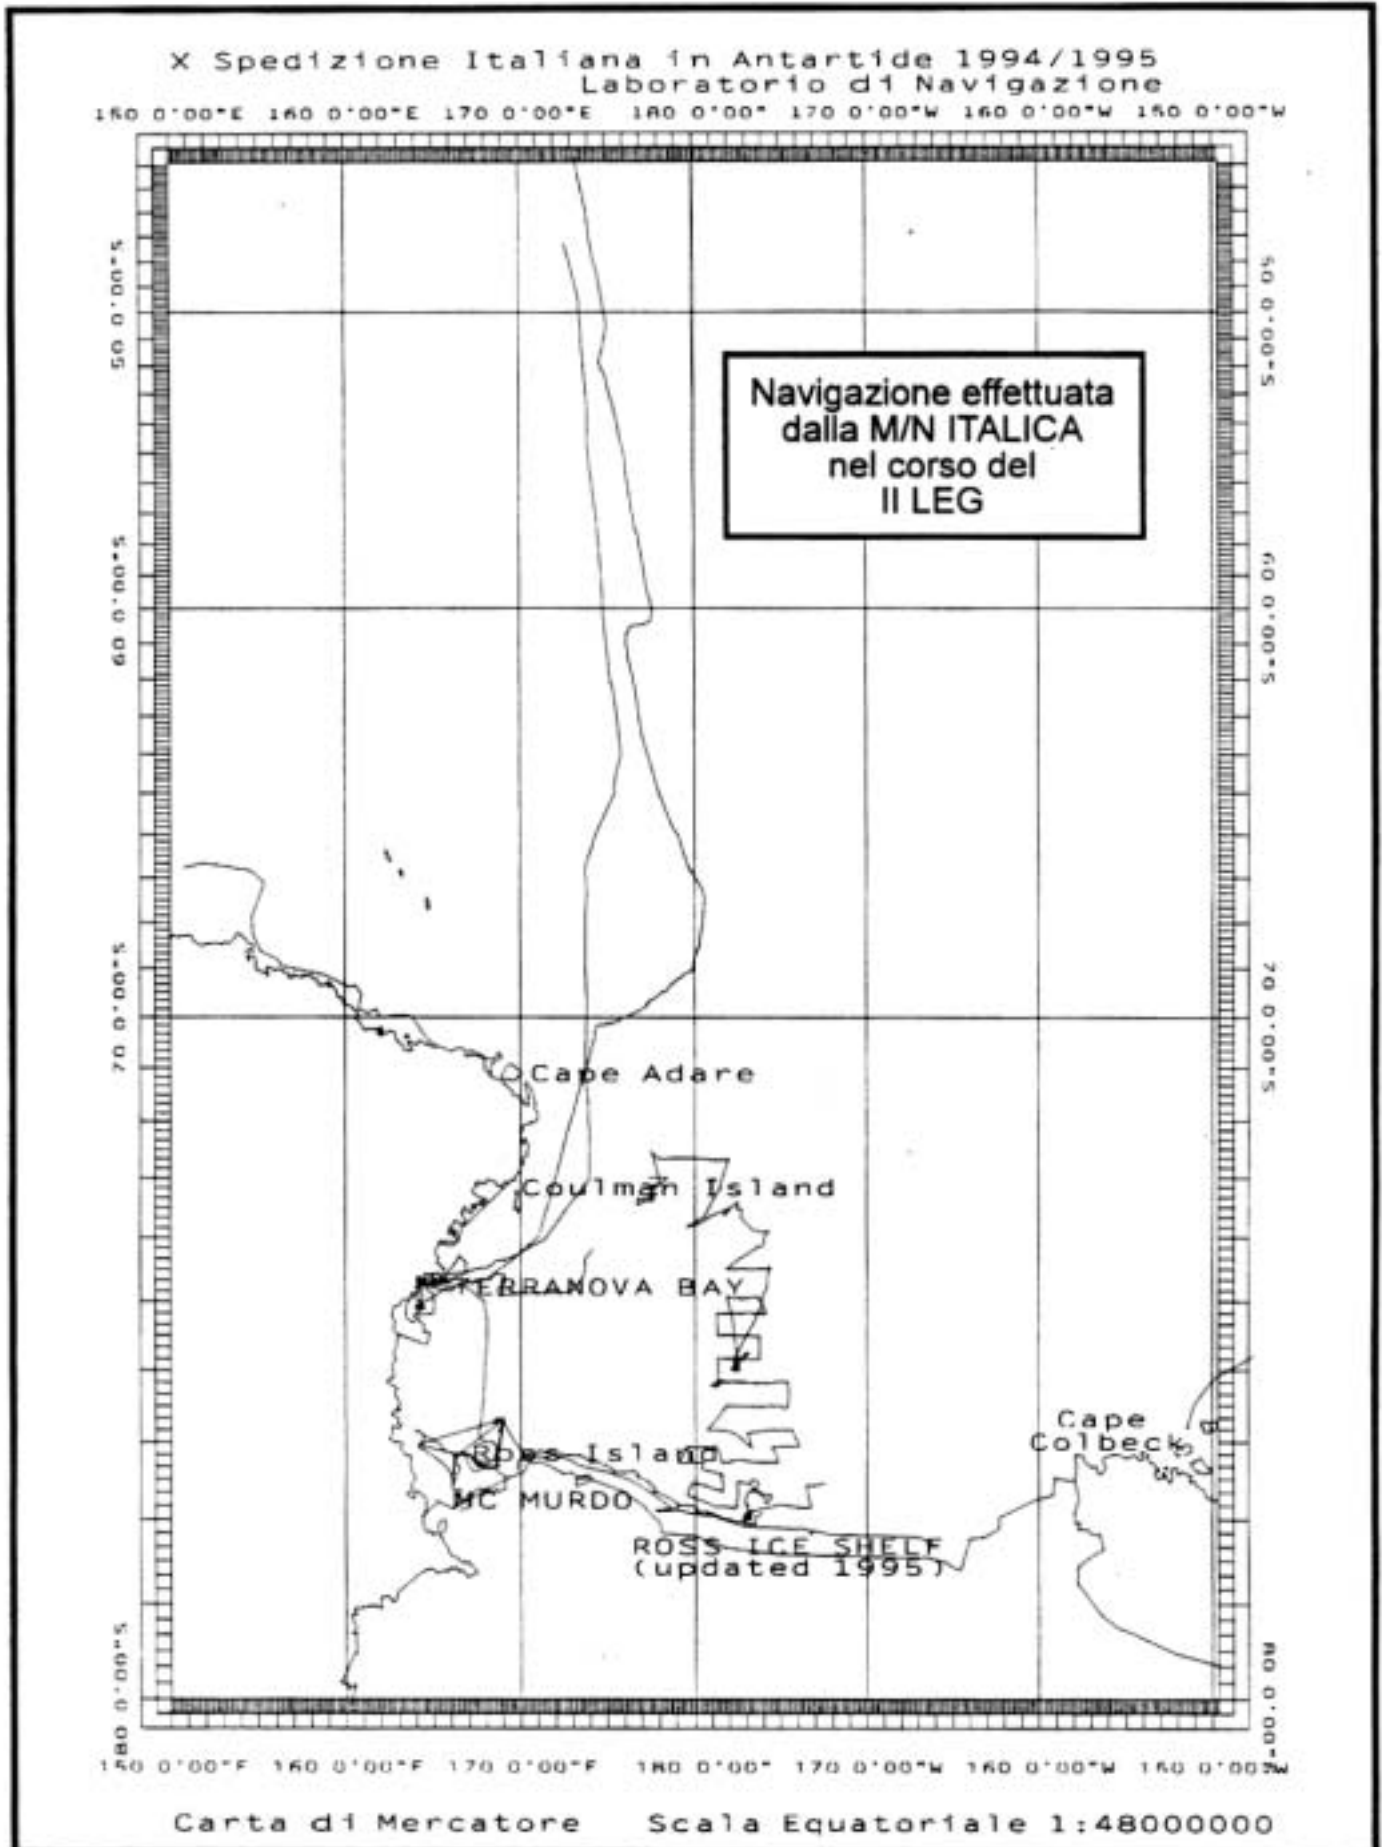 X Spedizione Italiana in Antartide 1994/1995
Laboratorio di Navigazione
150 0'00"E 160 0'00"E 170 0'00"E 180 0'00" 170 0'00"W 160 0'00"W 150 0'00"W
50 0'00"S
50 0'00"S
Navigazione effettuata
dalla M/N ITALICA
nel corso del
II LEG
60 0'00"S
60 0'00"S
70 0'00"S
70 0'00"S
Cape Adare
Coulman Island
TERRANOVA BAY
Cape
Colbeck
Ross Island
MC MURDO
ROSS ICE SHELF
(updated 1995)
80 0'00"S
80 0'00"S
150 0'00"E 160 0'00"E 170 0'00"E 180 0'00" 170 0'00"W 160 0'00"W 150 0'00"W
Carta di Mercatore Scala Equatoriale 1:48000000